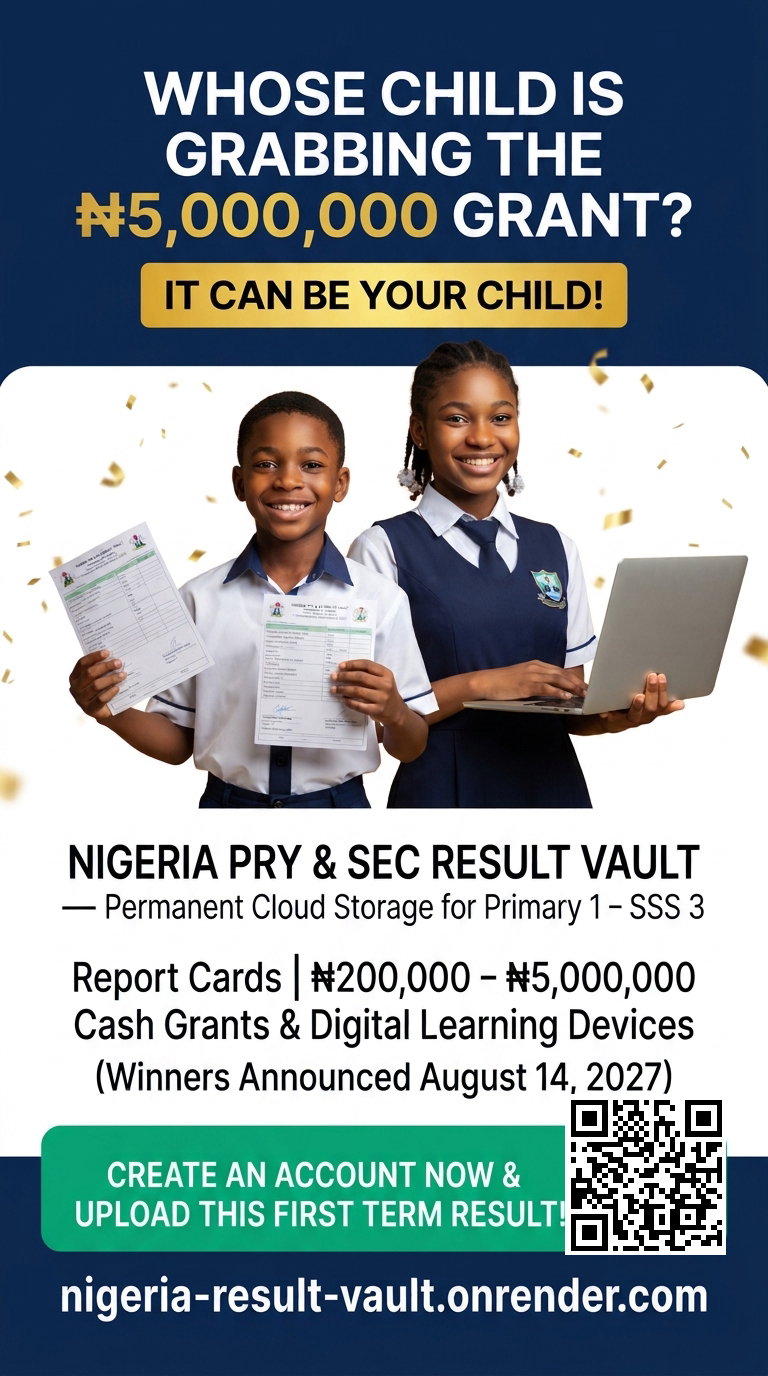 WHOSE CHILD IS
GRABBING THE
₦5,000,000 GRANT?
IT CAN BE YOUR CHILD!
NIGERIA PRY & SEC RESULT VAULT
— Permanent Cloud Storage for Primary 1 – SSS 3
Report Cards | ₦200,000 – ₦5,000,000
Cash Grants & Digital Learning Devices
(Winners Announced August 14, 2027)
CREATE AN ACCOUNT NOW &
UPLOAD THIS FIRST TERM RESULT!
nigeria-result-vault.onrender.com